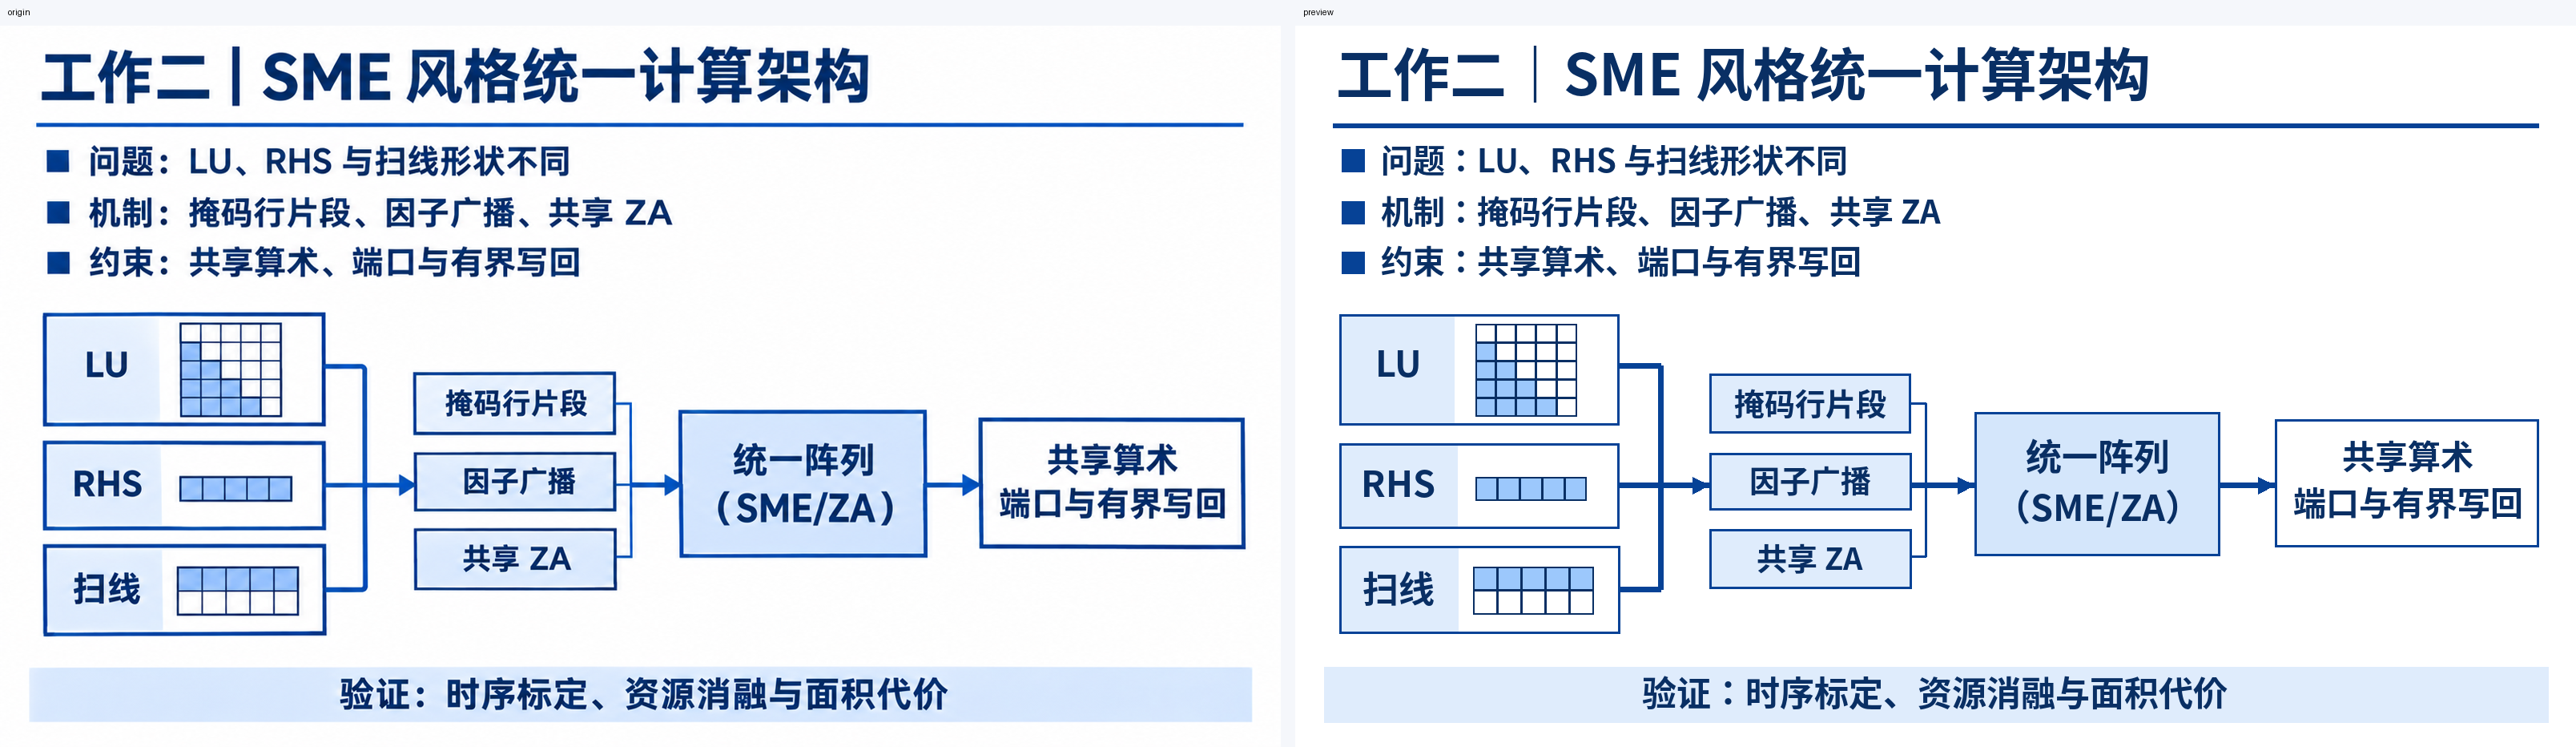 origin
工作二 | SME 风格统一计算架构
问题：LU、RHS 与扫线形状不同
机制：掩码行片段、因子广播、共享 ZA
约束：共享算术、端口与有界写回
LU
RHS
扫线
掩码行片段
因子广播
共享 ZA
统一阵列
（SME/ZA）
共享算术
端口与有界写回
验证：时序标定、资源消融与面积代价
preview
工作二｜SME 风格统一计算架构
问题：LU、RHS 与扫线形状不同
机制：掩码行片段、因子广播、共享 ZA
约束：共享算术、端口与有界写回
LU
RHS
扫线
掩码行片段
因子广播
共享 ZA
统一阵列
（SME/ZA）
共享算术
端口与有界写回
验证：时序标定、资源消融与面积代价